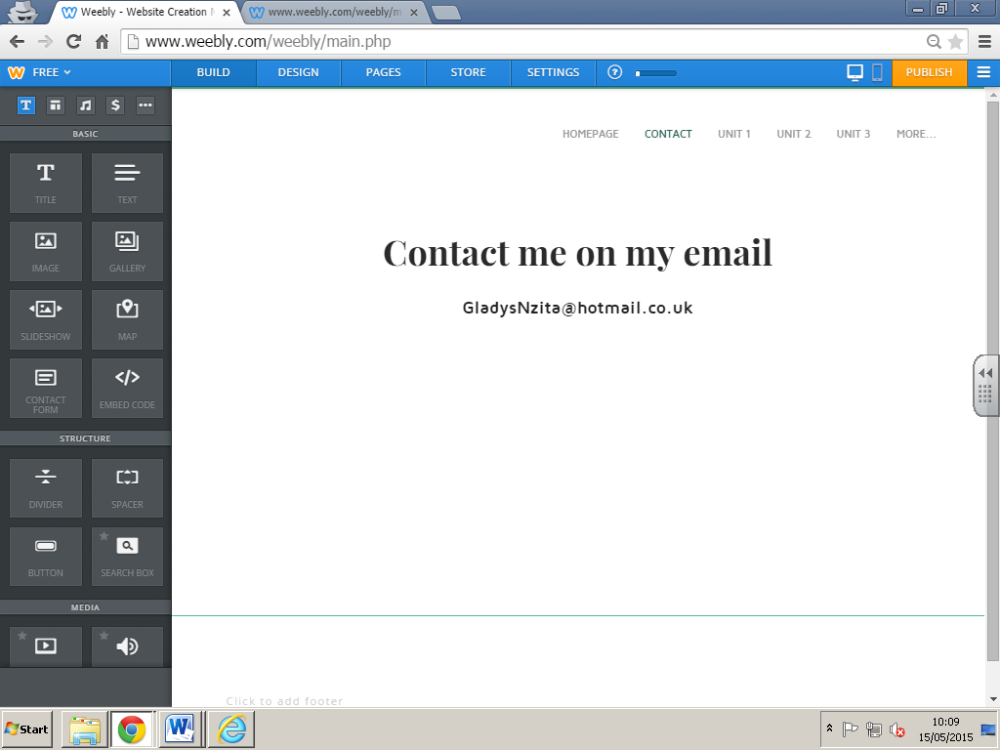 Weebly - Website Creation
www.weebly.com/weebly/m
www.weebly.com/weebly/main.php
FREE
BUILD
DESIGN
PAGES
STORE
SETTINGS
?
PUBLISH
T
$
BASIC
HOMEPAGE
CONTACT
UNIT 1
UNIT 2
UNIT 3
MORE...
T
TITLE
TEXT
IMAGE
GALLERY
SLIDESHOW
MAP
CONTACT
FORM
EMBED CODE
STRUCTURE
DIVIDER
SPACER
BUTTON
SEARCH BOX
MEDIA
Contact me on my email
GladysNzita@hotmail.co.uk
Click to add footer
Start
10:09
15/05/2015